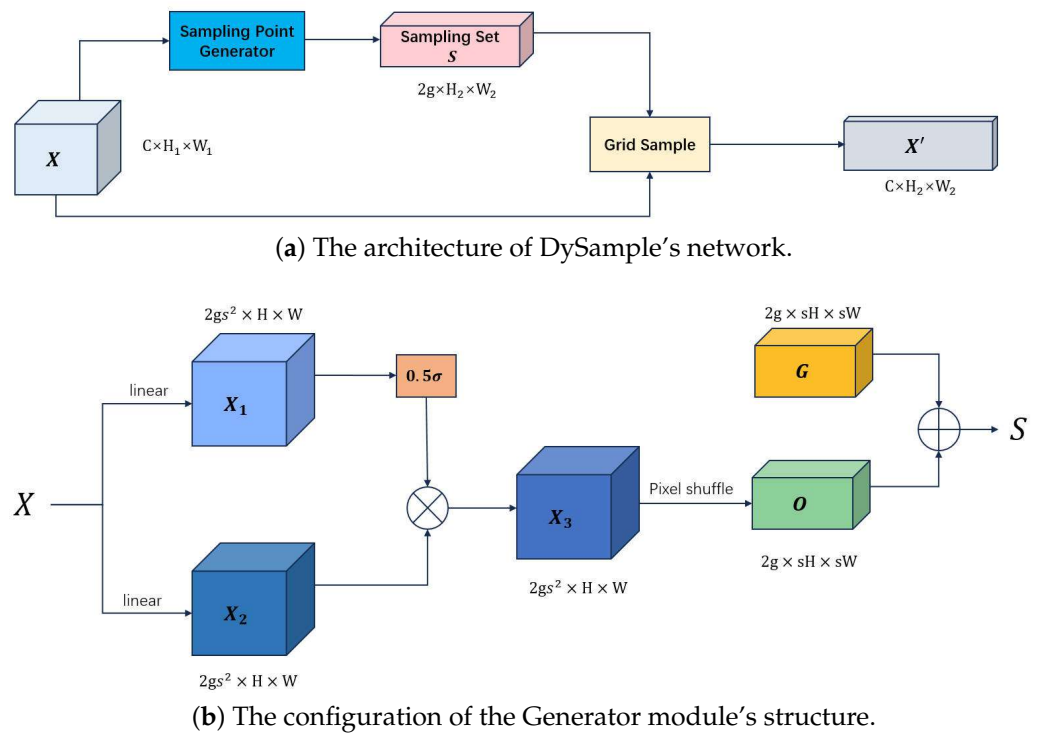 Sampling Point
Generator
Sampling Set
S
2g×H₂×W₂
X
C×H₁×W₁
Grid Sample
X′
C×H₂×W₂
(a) The architecture of DySample’s network.
2gs² × H × W
X₁
linear
0.5σ
2g × sH × sW
G
S
X
X₃
Pixel shuffle
O
2gs² × H × W
2g × sH × sW
linear
X₂
2gs² × H × W
(b) The configuration of the Generator module’s structure.